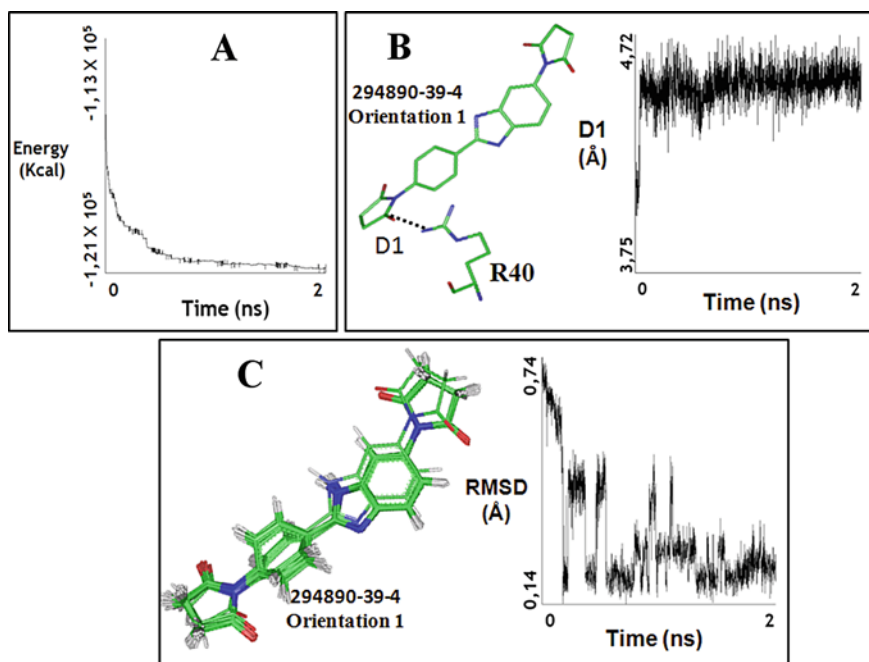 A
-1,13 X 10⁵
Energy
(Kcal)
-1,21 X 10⁵
0
2
Time (ns)
B
294890-39-4
Orientation 1
D1
R40
4,72
D1
(Å)
3,75
0
2
Time (ns)
C
294890-39-4
Orientation 1
0,74
RMSD
(Å)
0,14
0
2
Time (ns)